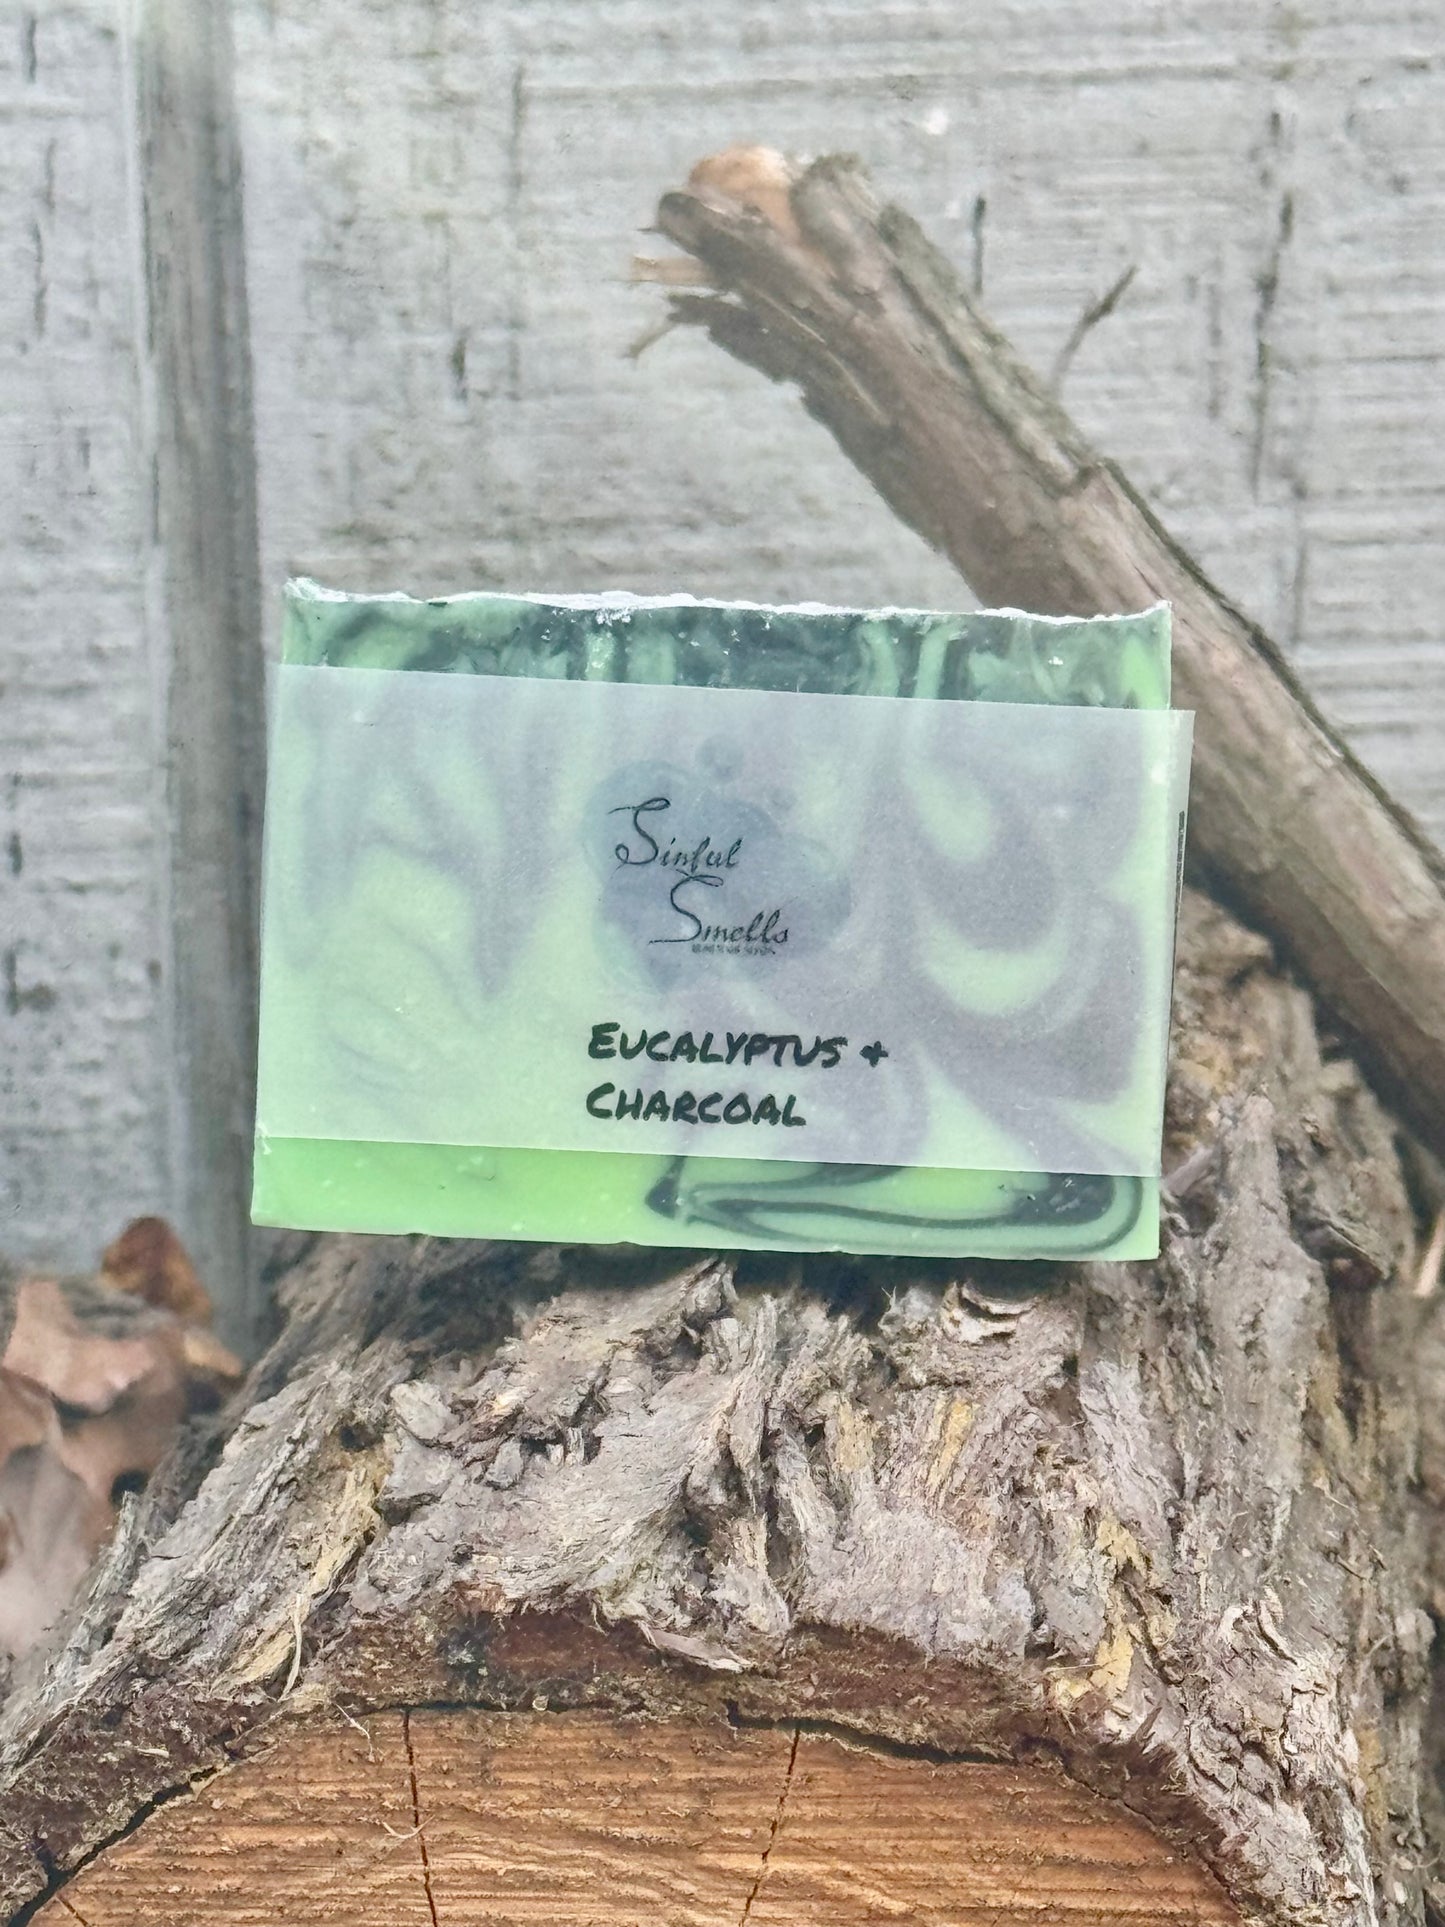 Sinful
Smells
EUCALYPTUS +
CHARCOAL